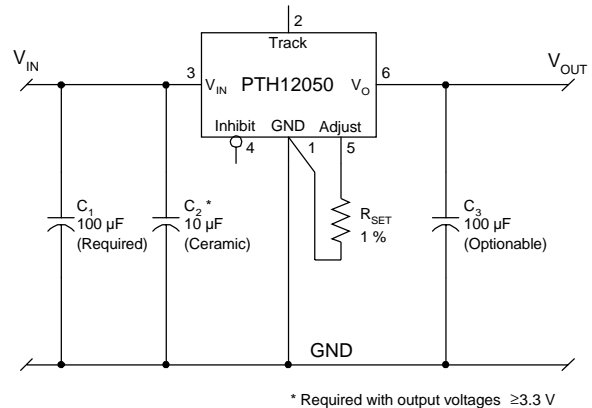 2
Track
V_IN
3
V_IN
PTH12050
V_O
6
V_OUT
Inhibit
GND
Adjust
4
1
5
C_1
100 µF
(Required)
C_2 *
10 µF
(Ceramic)
R_SET
1 %
C_3
100 µF
(Optionable)
GND
* Required with output voltages ≥3.3 V